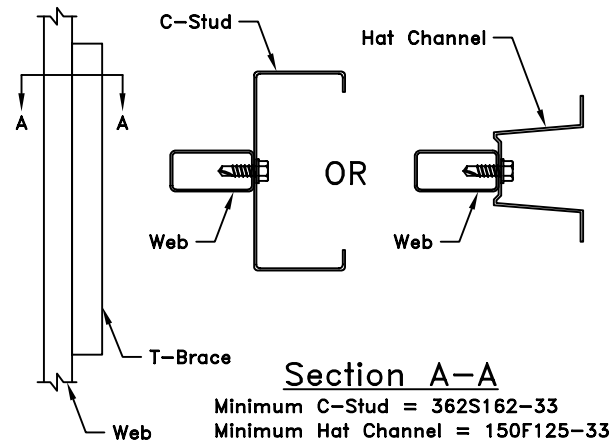 C-Stud
Hat Channel
A
A
OR
Web
Web
T-Brace
Section A-A
Minimum C-Stud = 362S162-33
Web
Minimum Hat Channel = 150F125-33